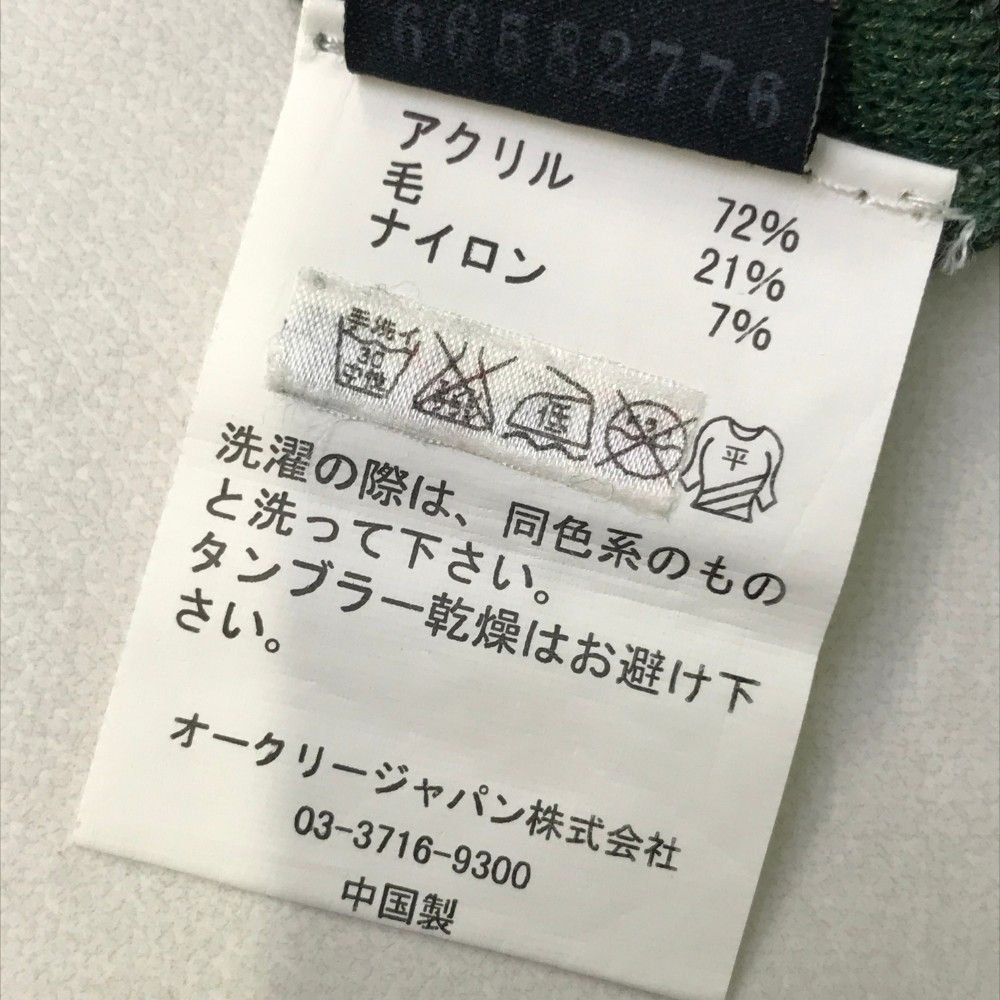 66582776
アクリル 72%
毛 21%
ナイロン 7%
手洗イ
30
中性
低
平
洗濯の際は、同色系のもの
と洗って下さい。
タンブラー乾燥はお避け下
さい。
オークリージャパン株式会社
03-3716-9300
中国製